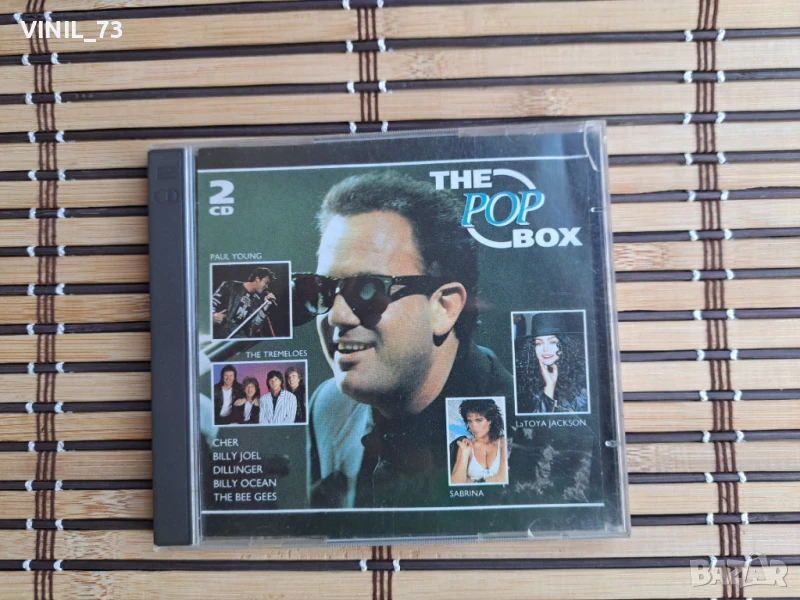 VINIL_73
2
CD
THE
POP
BOX
PAUL YOUNG
THE TREMELOES
LaTOYA JACKSON
SABRINA
CHER
BILLY JOEL
DILLINGER
BILLY OCEAN
THE BEE GEES
BAZAR